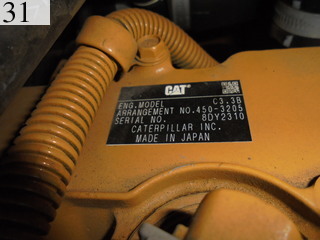 31
CAT
ENG.MODEL C3.3B
ARRANGEMENT NO.450-3205
SERIAL NO. 8DY2310
CATERPILLAR INC.
MADE IN JAPAN